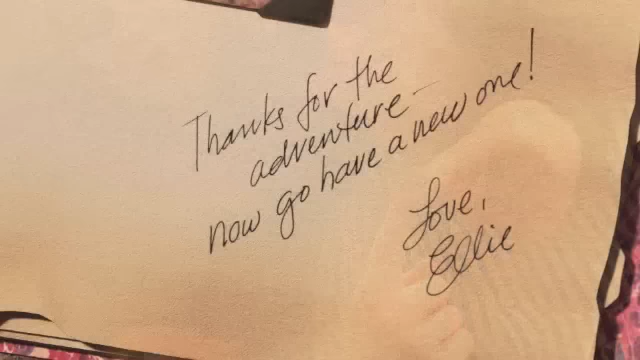 Thanks for the
adventure -
now go have a new one!
Love,
Ellie